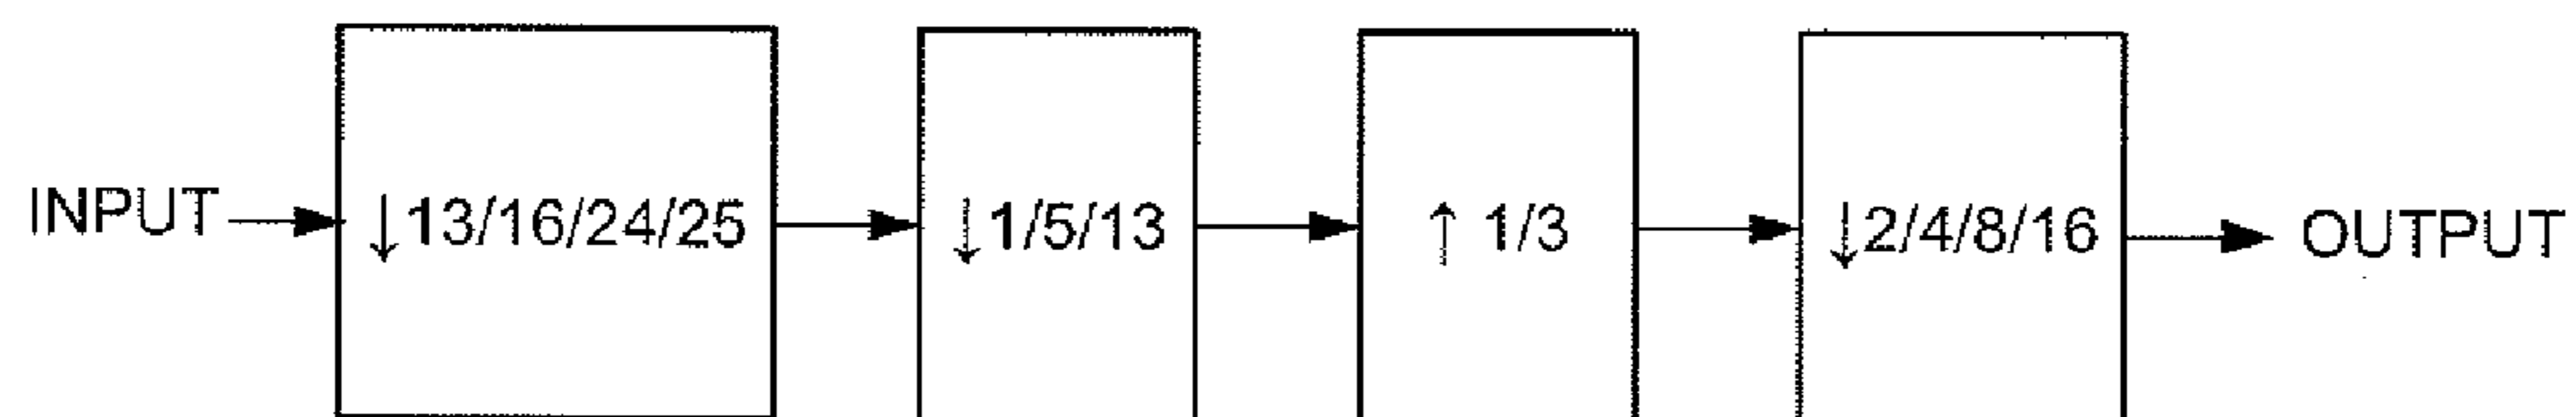 INPUT ↓13/16/24/25 ↓1/5/13 ↑ 1/3 ↓2/4/8/16 OUTPUT